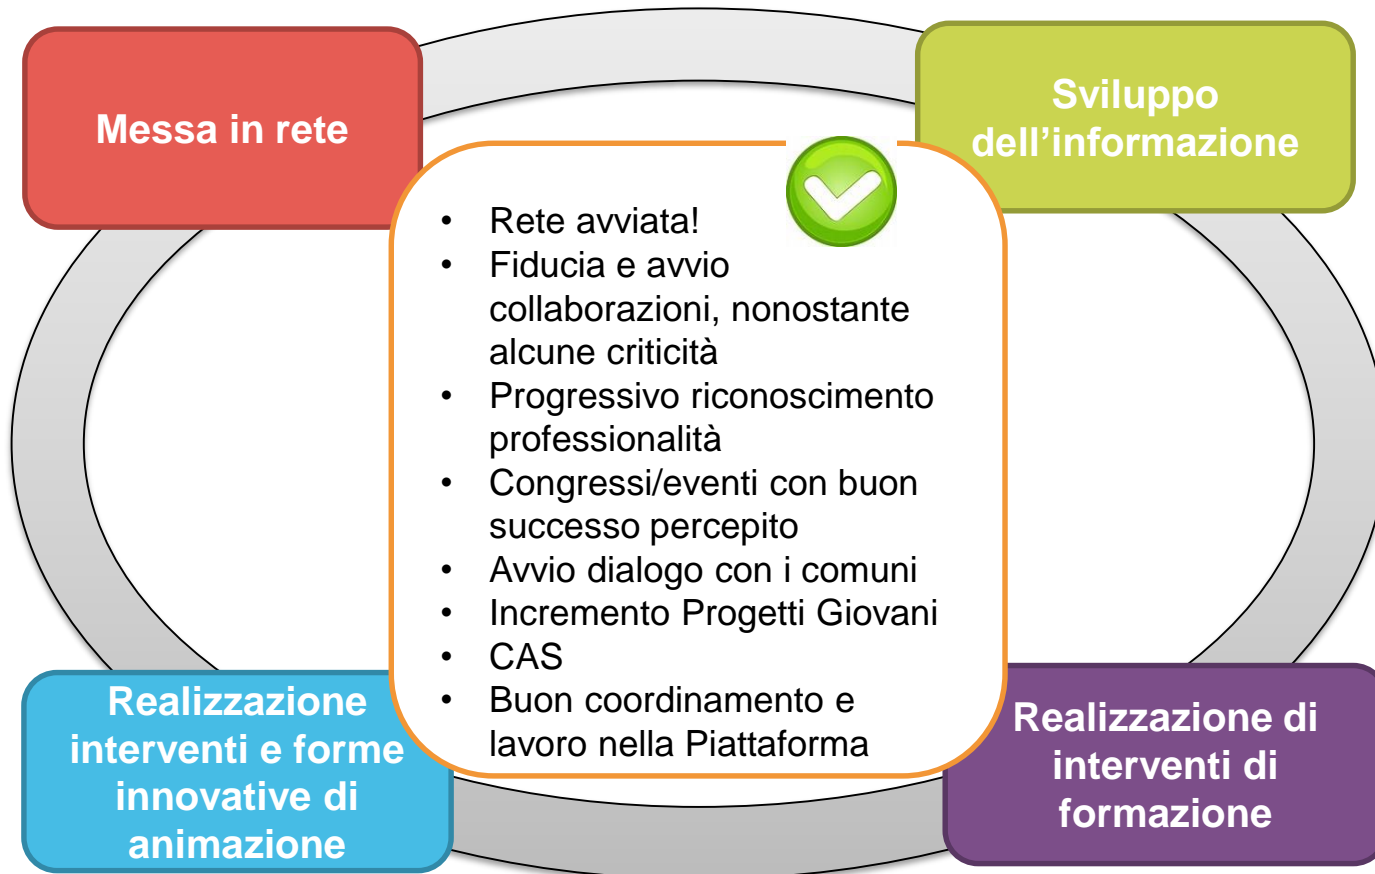 Messa in rete
Sviluppo
dell’informazione
• Rete avviata!
• Fiducia e avvio
collaborazioni, nonostante
alcune criticità
• Progressivo riconoscimento
professionalità
• Congressi/eventi con buon
successo percepito
• Avvio dialogo con i comuni
• Incremento Progetti Giovani
• CAS
• Buon coordinamento e
lavoro nella Piattaforma
Realizzazione
interventi e forme
innovative di
animazione
Realizzazione di
interventi di
formazione